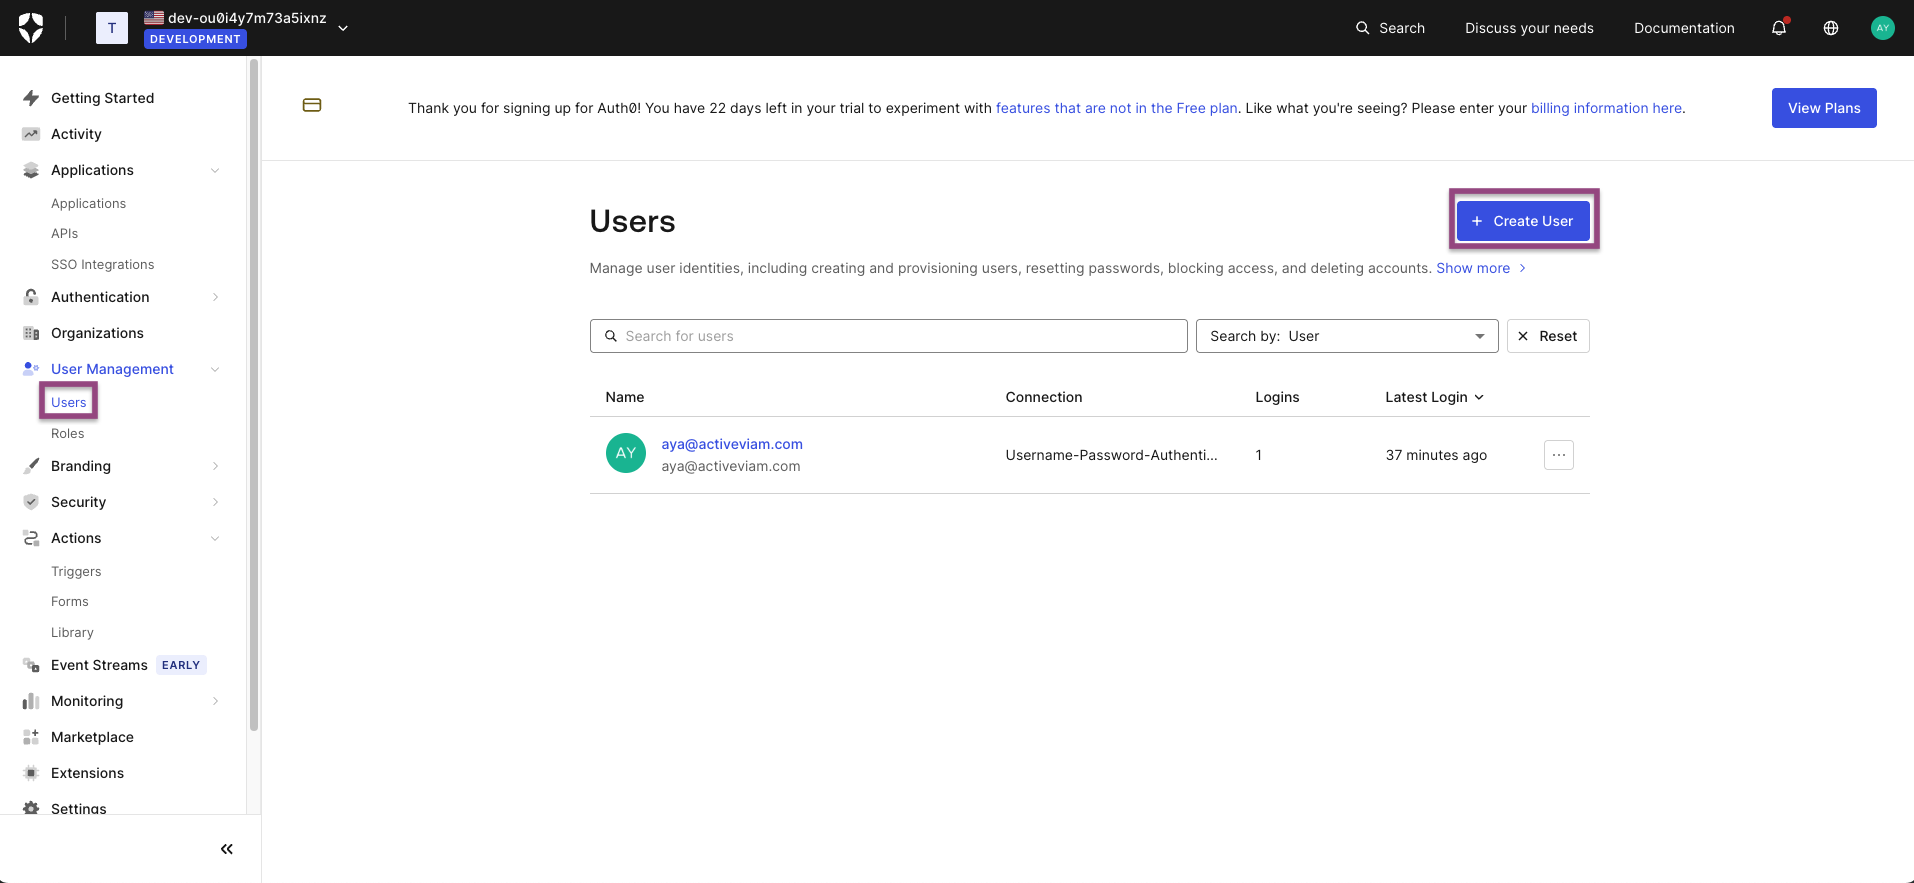 T
dev-ou0i4y7m73a5ixnz
DEVELOPMENT
Search
Discuss your needs
Documentation
AY
Getting Started
Activity
Applications
Applications
APIs
SSO Integrations
Authentication
Organizations
User Management
Users
Roles
Branding
Security
Actions
Triggers
Forms
Library
Event Streams EARLY
Monitoring
Marketplace
Extensions
Settings
Thank you for signing up for Auth0! You have 22 days left in your trial to experiment with features that are not in the Free plan. Like what you're seeing? Please enter your billing information here.
View Plans
Users
+ Create User
Manage user identities, including creating and provisioning users, resetting passwords, blocking access, and deleting accounts. Show more
Search for users
Search by: User
Reset
Name Connection Logins Latest Login
AY
aya@activeviam.com
aya@activeviam.com
Username-Password-Authenti...
1
37 minutes ago